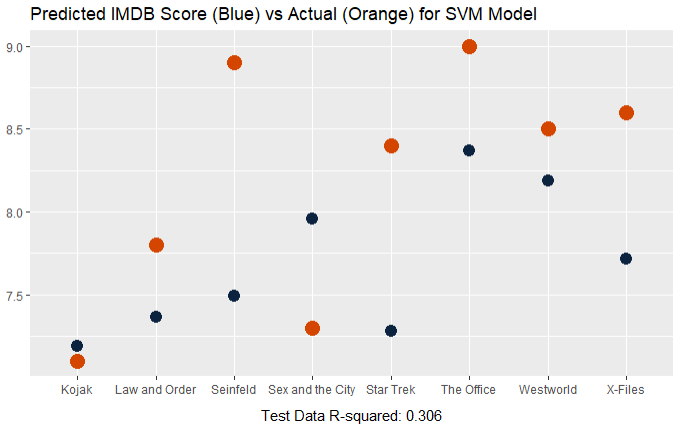 Predicted IMDB Score (Blue) vs Actual (Orange) for SVM Model
9.0
8.5
8.0
7.5
Kojak Law and Order Seinfeld Sex and the City Star Trek The Office Westworld X-Files
Test Data R-squared: 0.306